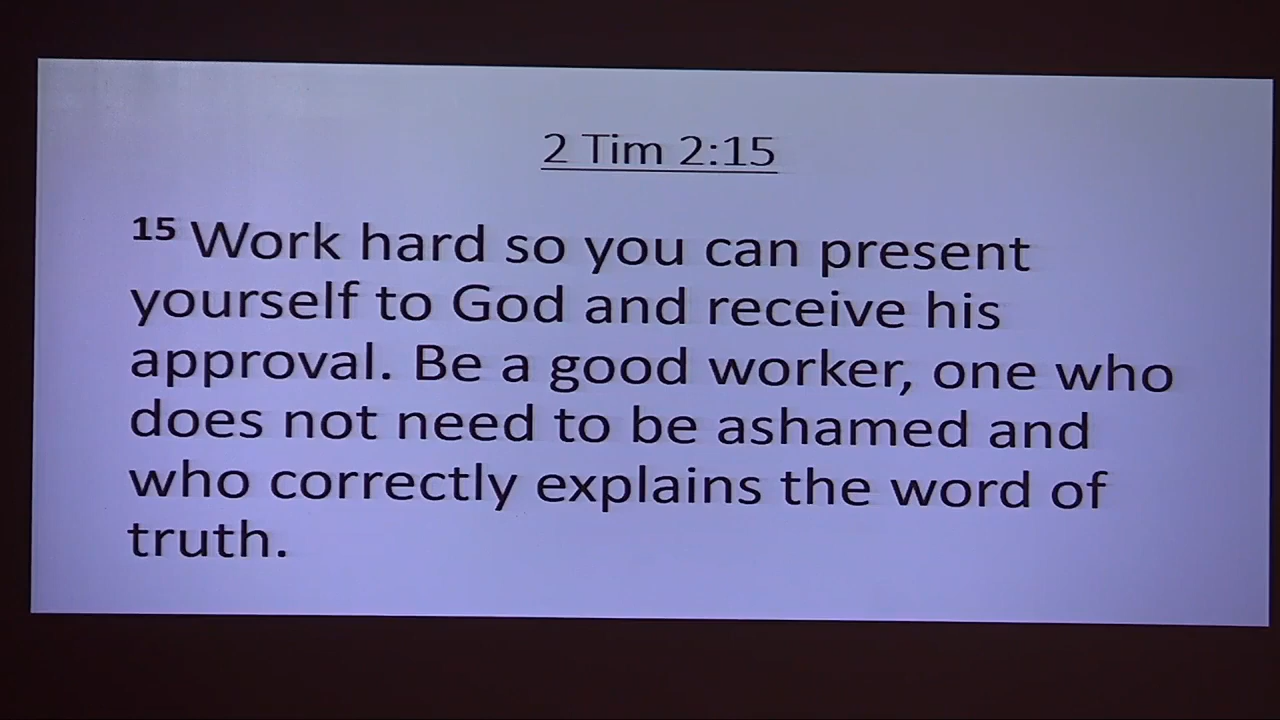 2 Tim 2:15
15 Work hard so you can present
yourself to God and receive his
approval. Be a good worker, one who
does not need to be ashamed and
who correctly explains the word of
truth.